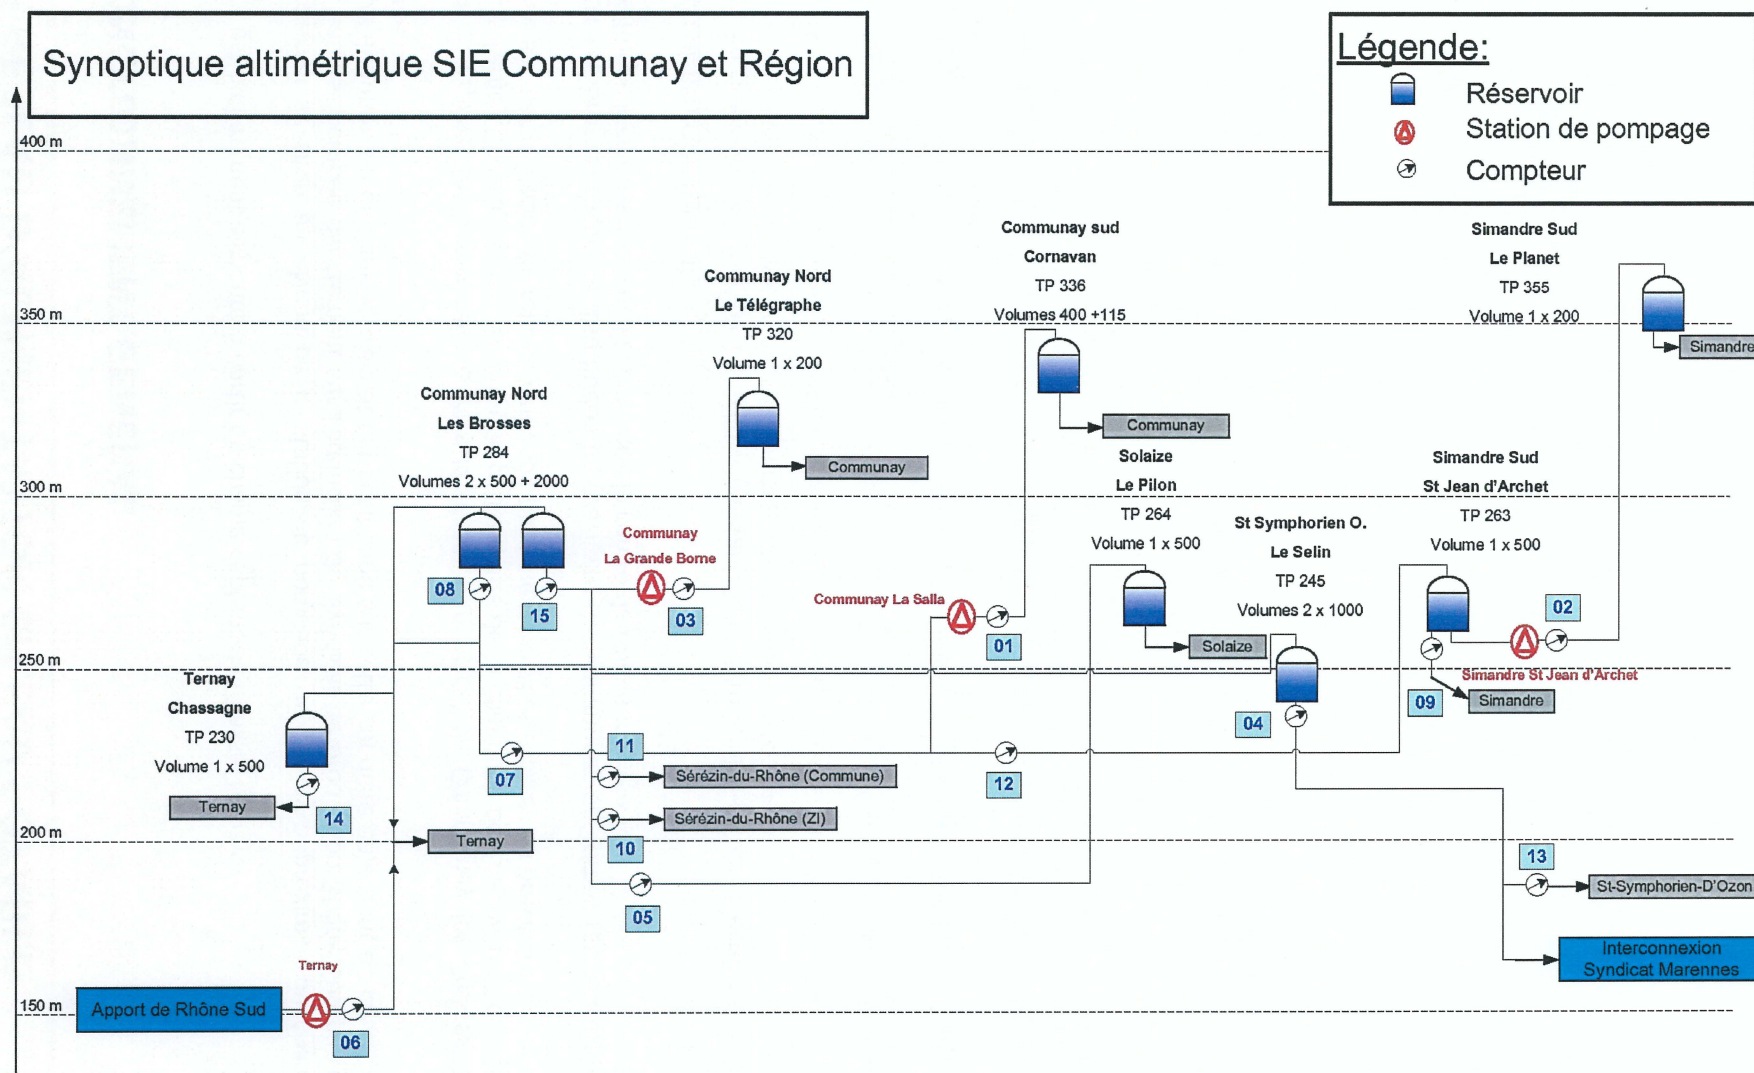 Synoptique altimétrique SIE Communay et Région
Légende:
Réservoir
Station de pompage
Compteur
400 m
350 m
300 m
250 m
200 m
150 m
Communay sud
Cornavan
TP 336
Volumes 400 +115
Simandre Sud
Le Planet
TP 355
Volume 1 x 200
Simandre
Communay Nord
Le Télégraphe
TP 320
Volume 1 x 200
Communay
Communay
Communay Nord
Les Brosses
TP 284
Volumes 2 x 500 + 2000
Solaize
Le Pilon
TP 264
Volume 1 x 500
Simandre Sud
St Jean d'Archet
TP 263
Volume 1 x 500
St Symphorien O.
Le Selin
TP 245
Volumes 2 x 1000
Communay
La Grande Borne
08
15
03
Communay La Salla
01
02
Solaize
Simandre St Jean d'Archet
Simandre
09
04
Ternay
Chassagne
TP 230
Volume 1 x 500
Ternay
14
07
11
Sérézin-du-Rhône (Commune)
12
Sérézin-du-Rhône (ZI)
10
Ternay
05
13
St-Symphorien-D'Ozon
Interconnexion
Syndicat Marennes
Ternay
Apport de Rhône Sud
06